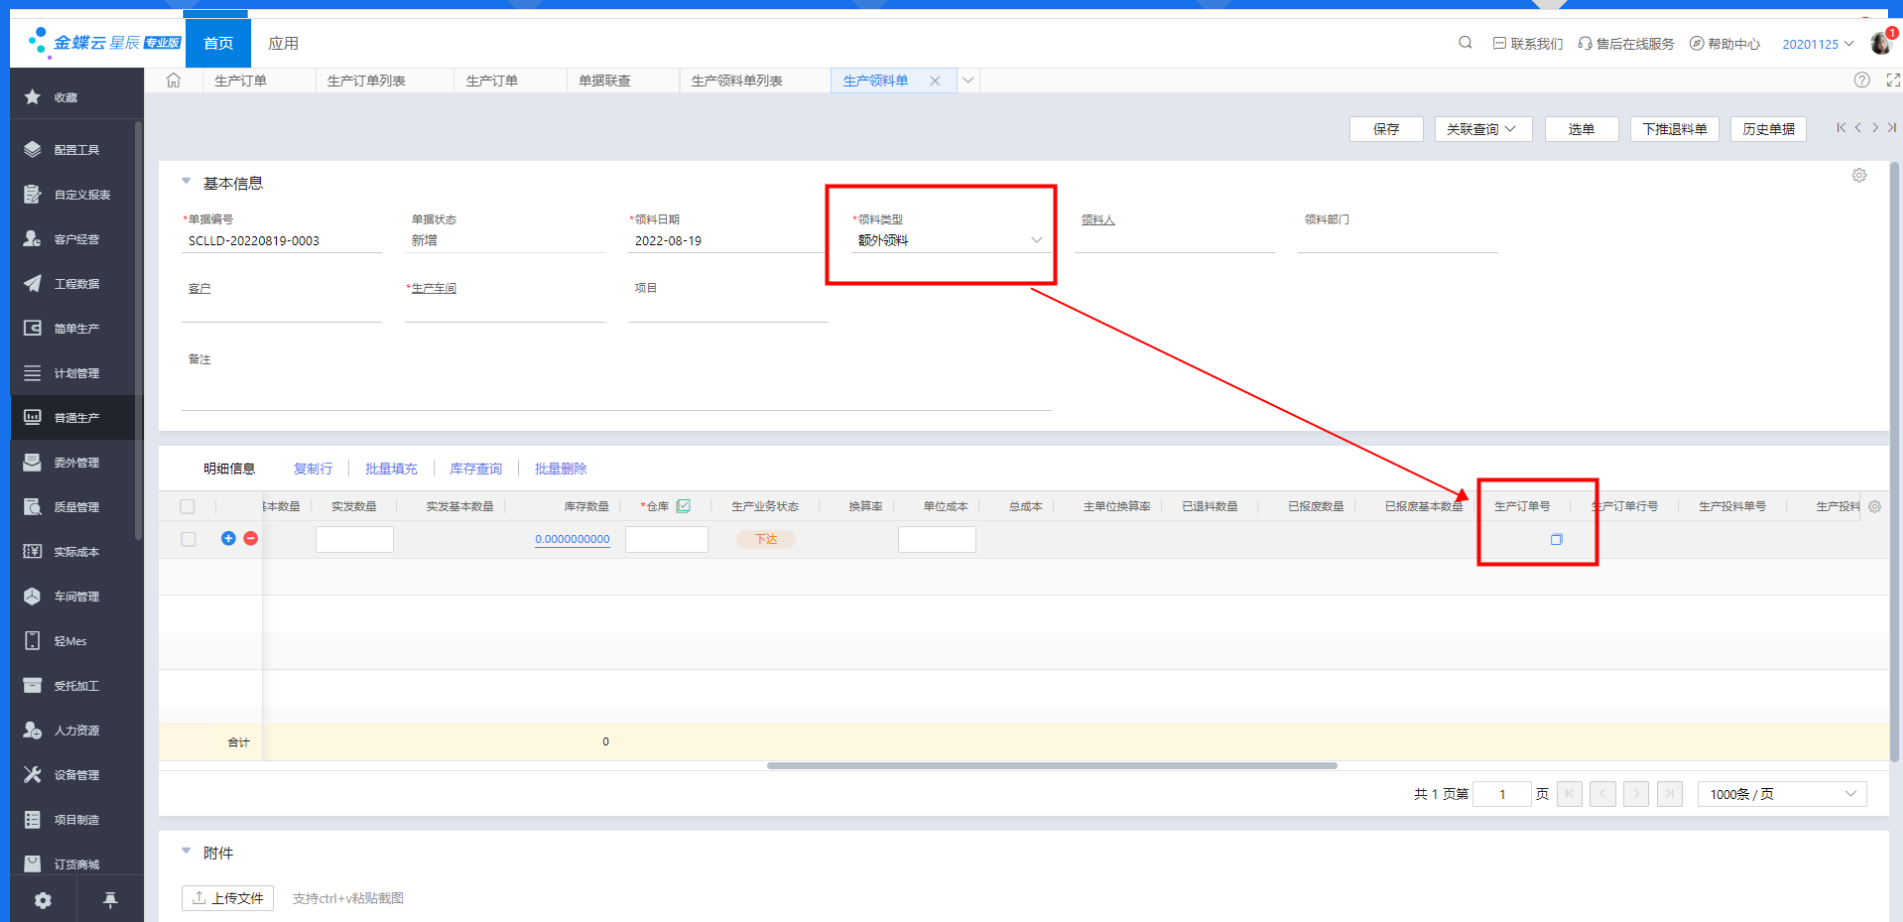 金蝶云 星辰 专业版 首页 应用 联系我们 售后在线服务 帮助中心 20201125 1
生产订单 生产订单列表 生产订单 单据联查 生产领料单列表 生产领料单
收藏
配置工具
自定义报表
客户经营
工程数据
简单生产
计划管理
普通生产
委外管理
质量管理
实际成本
车间管理
轻Mes
受托加工
人力资源
设备管理
项目制造
订货商城
保存 关联查询 选单 下推退料单 历史单据
基本信息
*单据编号 单据状态 *领料日期 *领料类型 领料人 领料部门
SCLLD-20220819-0003 新增 2022-08-19 额外领料
客户 *生产车间 项目
备注
明细信息 复制行 批量填充 库存查询 批量删除
基本数量 实发数量 实发基本数量 库存数量 *仓库 生产业务状态 换算率 单位成本 总成本 主单位换算率 已退料数量 已报废数量 已报废基本数量 生产订单号 生产订单行号 生产投料单号 生产投料
0.0000000000 下达
合计 0
共 1 页第 1 页 1000条 / 页
附件
上传文件 支持ctrl+v粘贴截图